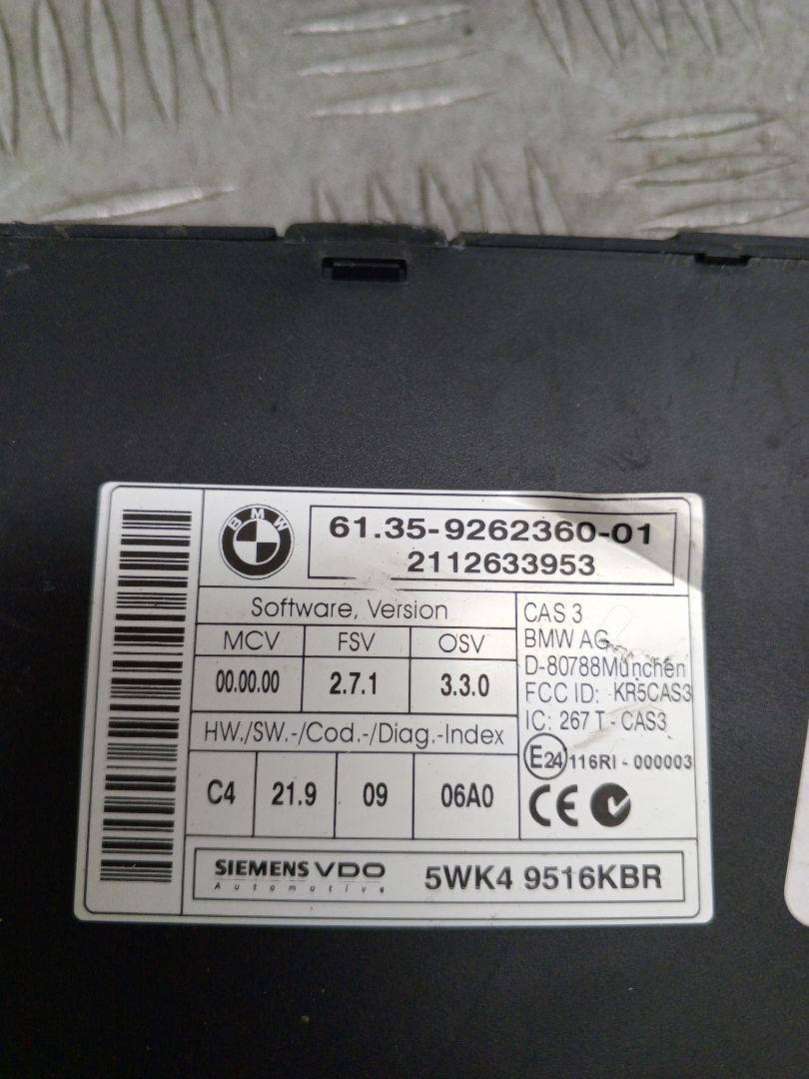 BMW
61.35-9262360-01
2112633953
Software, Version
MCV FSV OSV
00.00.00 2.7.1 3.3.0
HW./SW.-/Cod.-/Diag.-Index
C4 21.9 09 06A0
CAS 3
BMW AG
D-80788München
FCC ID: KR5CAS3
IC: 267 T - CAS3
E24 116RI - 000003
CE
SIEMENS VDO
Automotive
5WK4 9516KBR